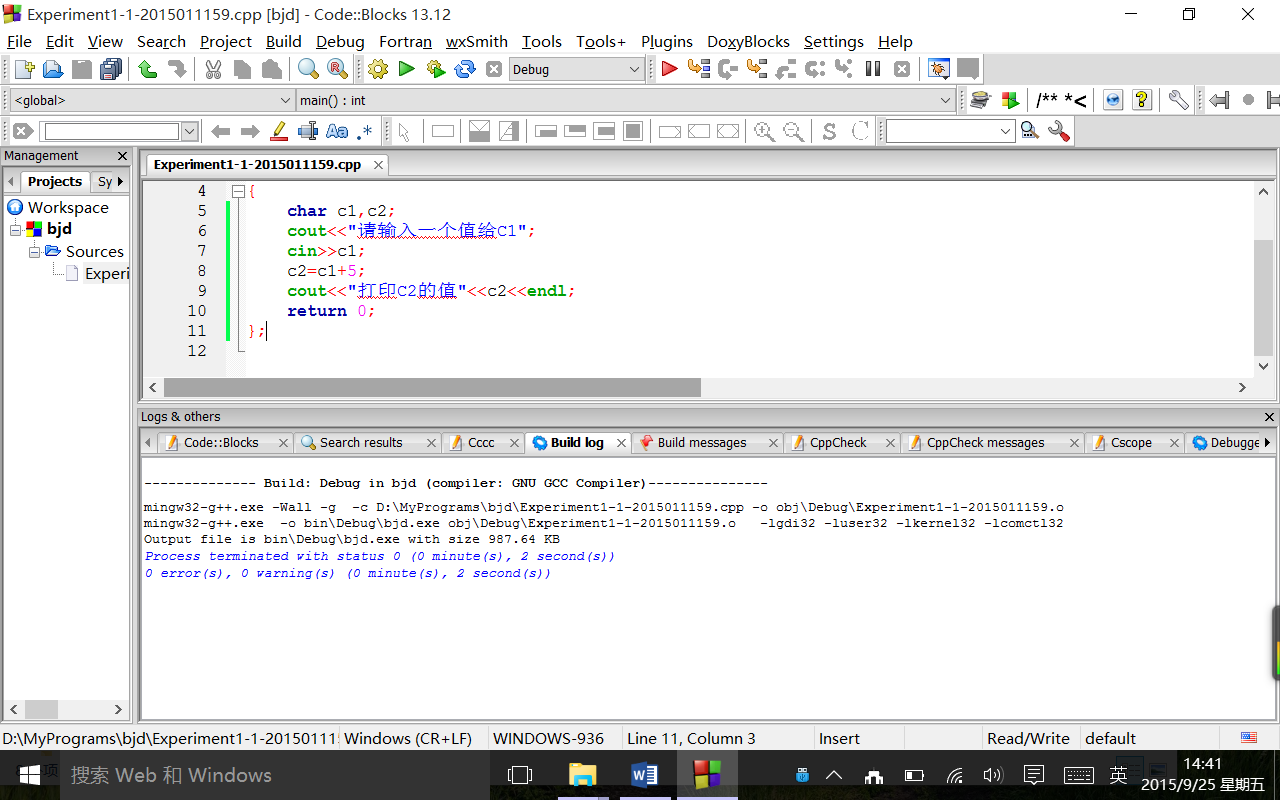 Experiment1-1-2015011159.cpp [bjd] - Code::Blocks 13.12
File Edit View Search Project Build Debug Fortran wxSmith Tools Tools+ Plugins DoxyBlocks Settings Help
Debug
<global> main() : int /** *<
Aa .* S C
Management
Experiment1-1-2015011159.cpp
Projects Sy
Workspace
bjd
Sources
Experi
4 {
5 char c1,c2;
6 cout<<"请输入一个值给C1";
7 cin>>c1;
8 c2=c1+5;
9 cout<<"打印C2的值"<<c2<<endl;
10 return 0;
11 };
12
Logs & others
Code::Blocks Search results Cccc Build log Build messages CppCheck CppCheck messages Cscope Debugge
-------------- Build: Debug in bjd (compiler: GNU GCC Compiler)---------------
mingw32-g++.exe -Wall -g  -c D:\MyPrograms\bjd\Experiment1-1-2015011159.cpp -o obj\Debug\Experiment1-1-2015011159.o
mingw32-g++.exe  -o bin\Debug\bjd.exe obj\Debug\Experiment1-1-2015011159.o   -lgdi32 -luser32 -lkernel32 -lcomctl32
Output file is bin\Debug\bjd.exe with size 987.64 KB
Process terminated with status 0 (0 minute(s), 2 second(s))
0 error(s), 0 warning(s) (0 minute(s), 2 second(s))
D:\MyPrograms\bjd\Experiment1-1-201501115 Windows (CR+LF) WINDOWS-936 Line 11, Column 3 Insert Read/Write default
搜索 Web 和 Windows
英
14:41
2015/9/25 星期五